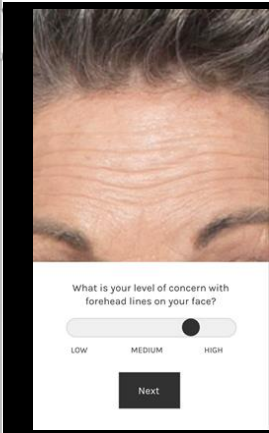 What is your level of concern with
forehead lines on your face?
LOW MEDIUM HIGH
Next